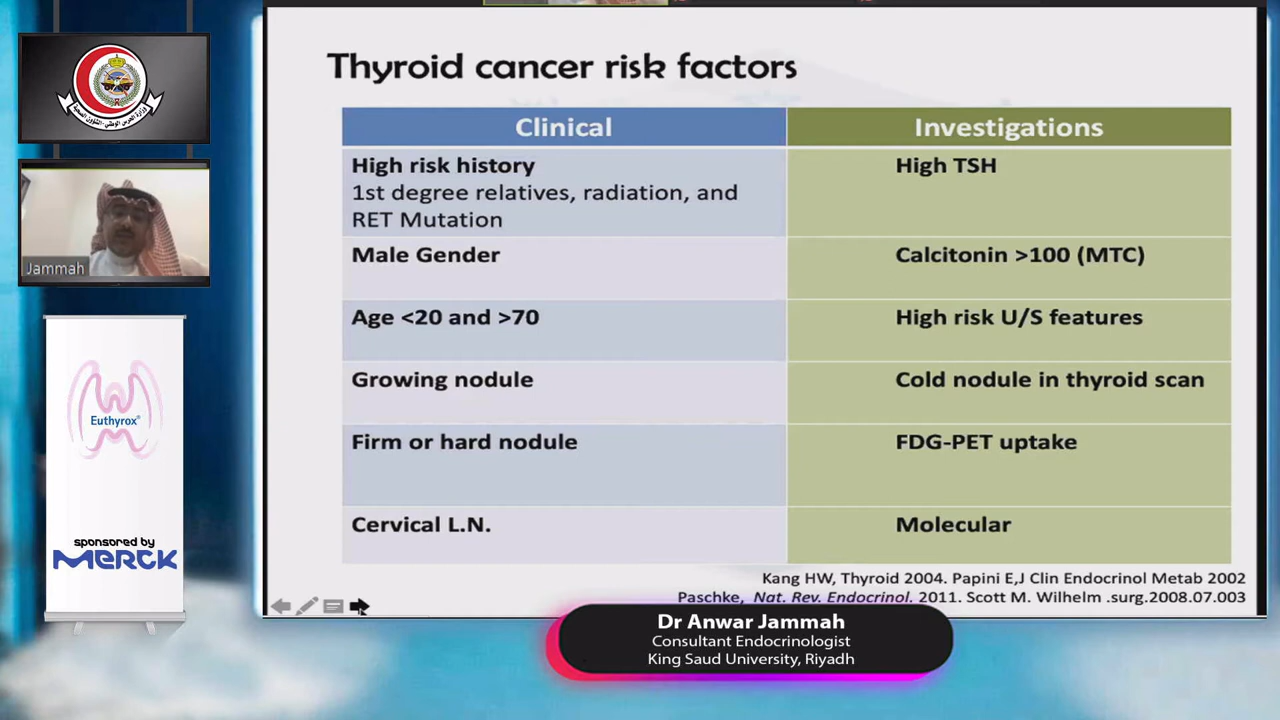 Thyroid cancer risk factors
Clinical
Investigations
High risk history
1st degree relatives, radiation, and
RET Mutation
High TSH
Male Gender
Calcitonin >100 (MTC)
Age <20 and >70
High risk U/S features
Growing nodule
Cold nodule in thyroid scan
Firm or hard nodule
FDG-PET uptake
Cervical L.N.
Molecular
Kang HW, Thyroid 2004. Papini E,J Clin Endocrinol Metab 2002
Paschke, Nat. Rev. Endocrinol. 2011. Scott M. Wilhelm .surg.2008.07.003
Jammah
Euthyrox®
sponsored by
MERCK
Dr Anwar Jammah
Consultant Endocrinologist
King Saud University, Riyadh